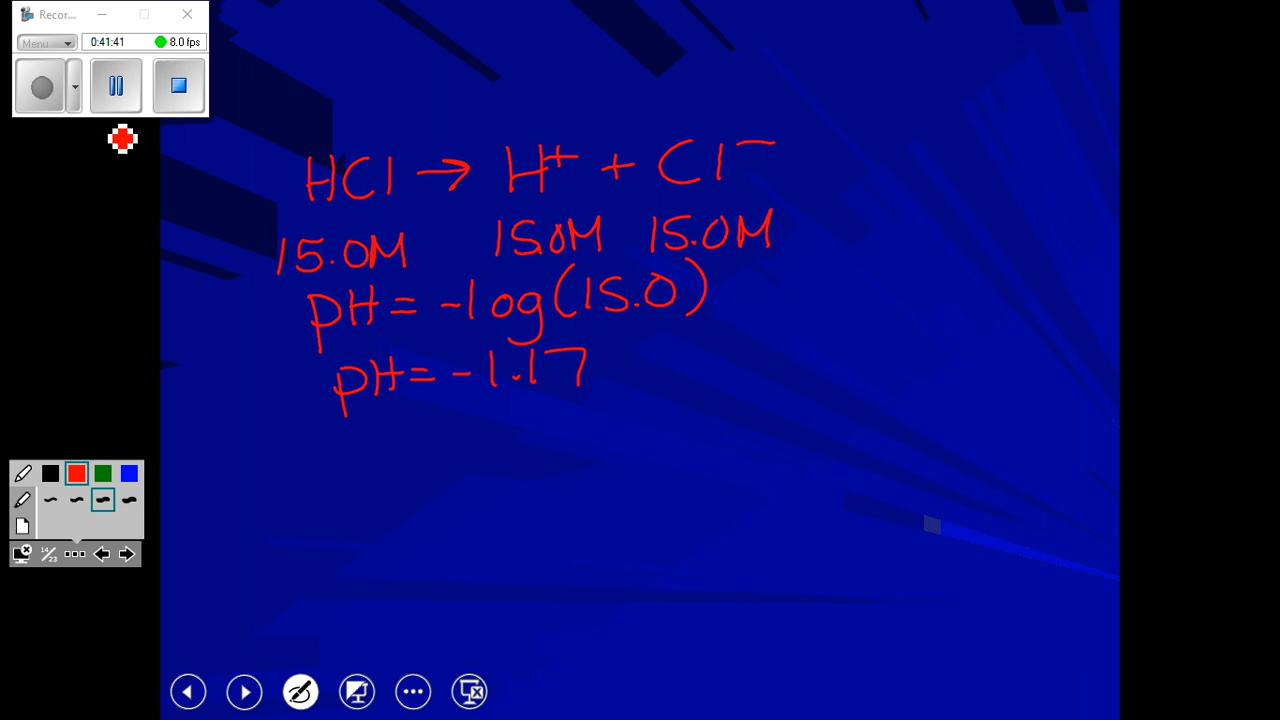 Recor...
Menu
0:41:41
8.0 fps
HCl → H⁺ + Cl⁻
15.0M 15.0M 15.0M
pH = -log(15.0)
pH = -1.17
14/23